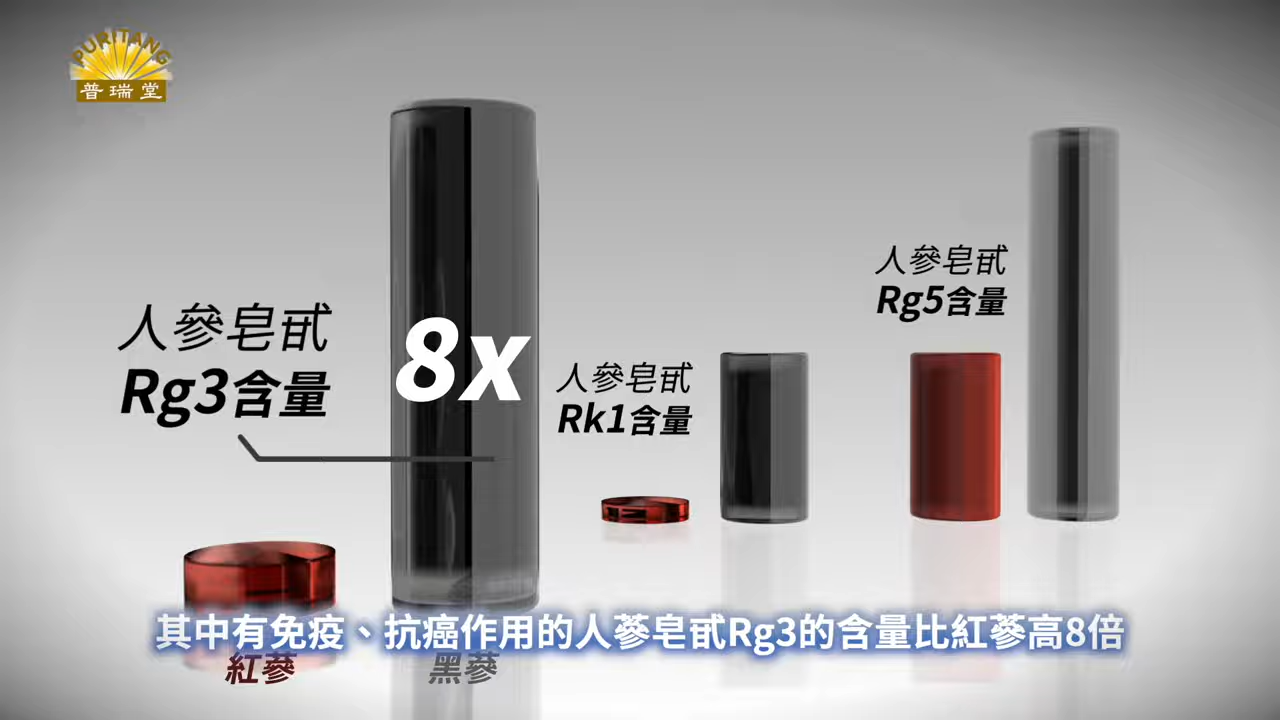 PURITANG
普瑞堂
人參皂甙
Rg3含量
8x
人參皂甙
Rk1含量
人參皂甙
Rg5含量
其中有免疫、抗癌作用的人蔘皂甙Rg3的含量比紅蔘高8倍
紅蔘
黑蔘